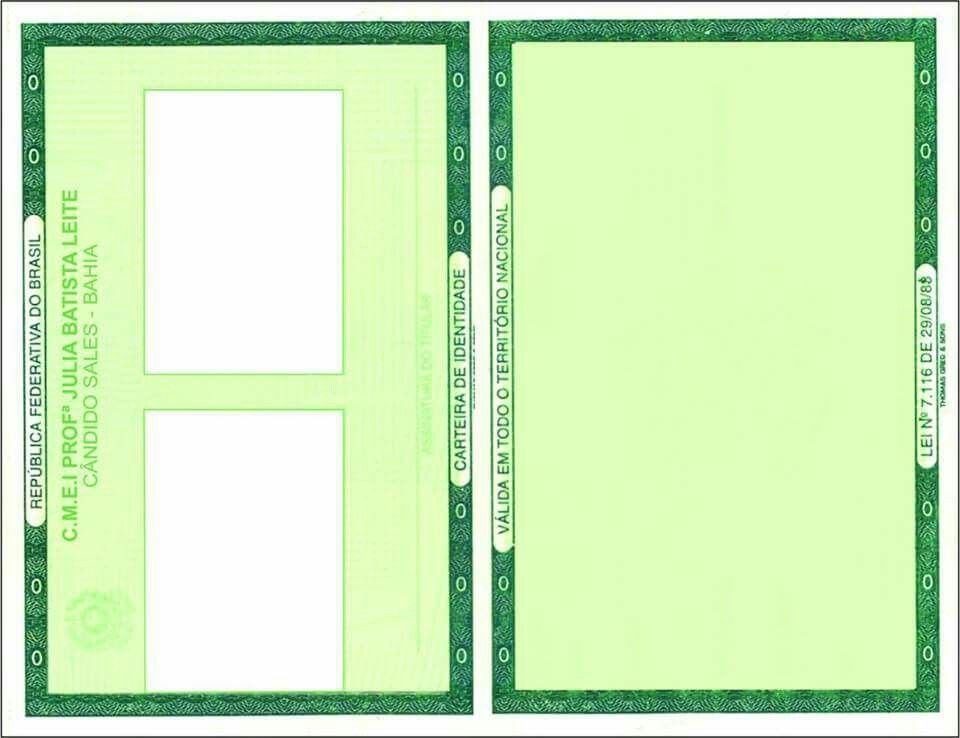 REPÚBLICA FEDERATIVA DO BRASIL
C.M.E.I PROFª JULIA BATISTA LEITE
CÂNDIDO SALES - BAHIA
ASSINATURA DO TITULAR
CARTEIRA DE IDENTIDADE
VÁLIDA EM TODO O TERRITÓRIO NACIONAL
LEI Nº 7.116 DE 29/08/83
THOMAS GREG & SONS